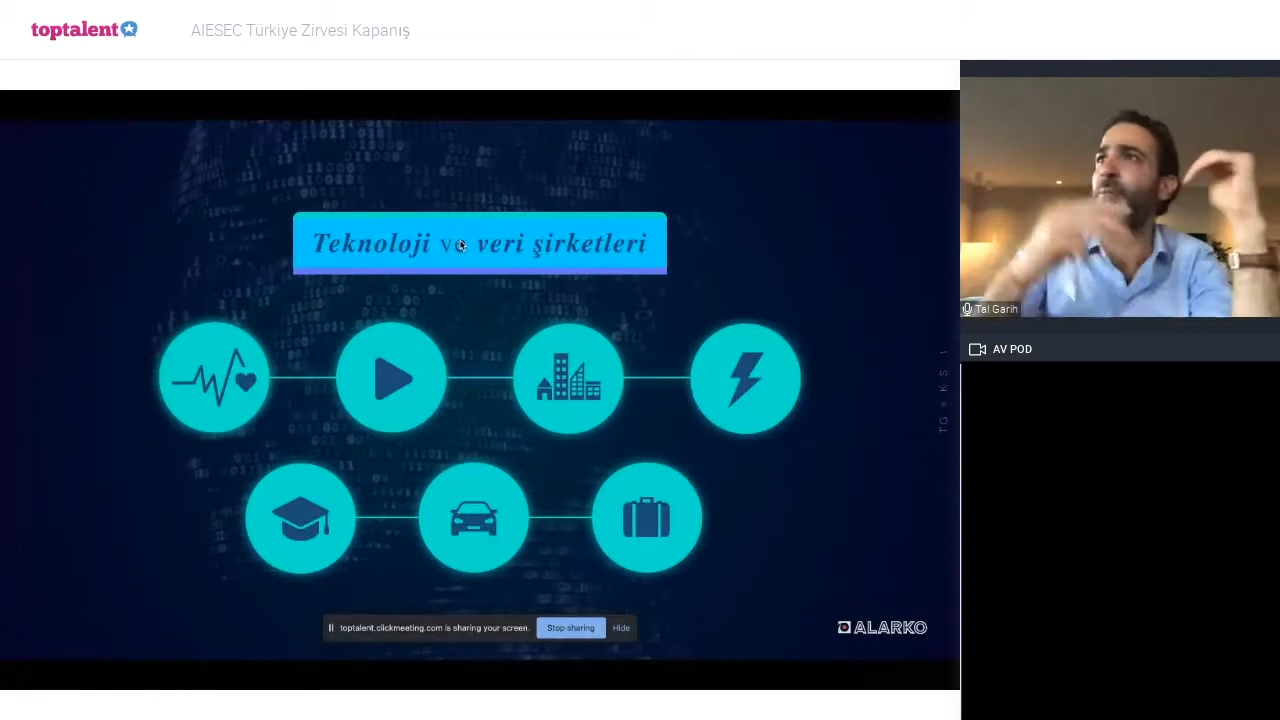 toptalent
AIESEC Türkiye Zirvesi Kapanış
Teknoloji ve veri şirketleri
Tal Garih
AV POD
toptalent.clickmeeting.com is sharing your screen.
Stop sharing
Hide
ALARKO